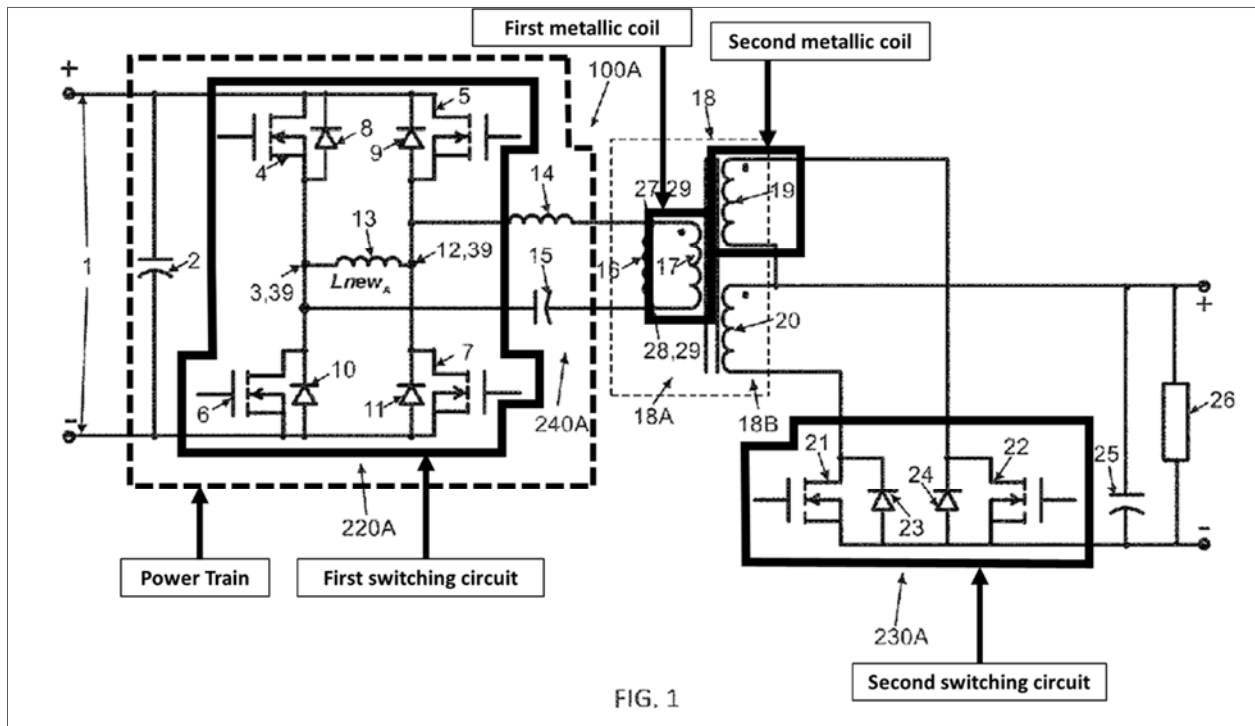 First metallic coil
Second metallic coil
+
100A
18
+
5
8
9
4
14
27,29
19
13
12,39
15
16
17
1
2
Lnew A
3,39
+
20
28,29
10
7
6
11
240A
18A
18B
26
21
22
25
24
23
−
−
220A
Power Train
First switching circuit
230A
Second switching circuit
FIG. 1